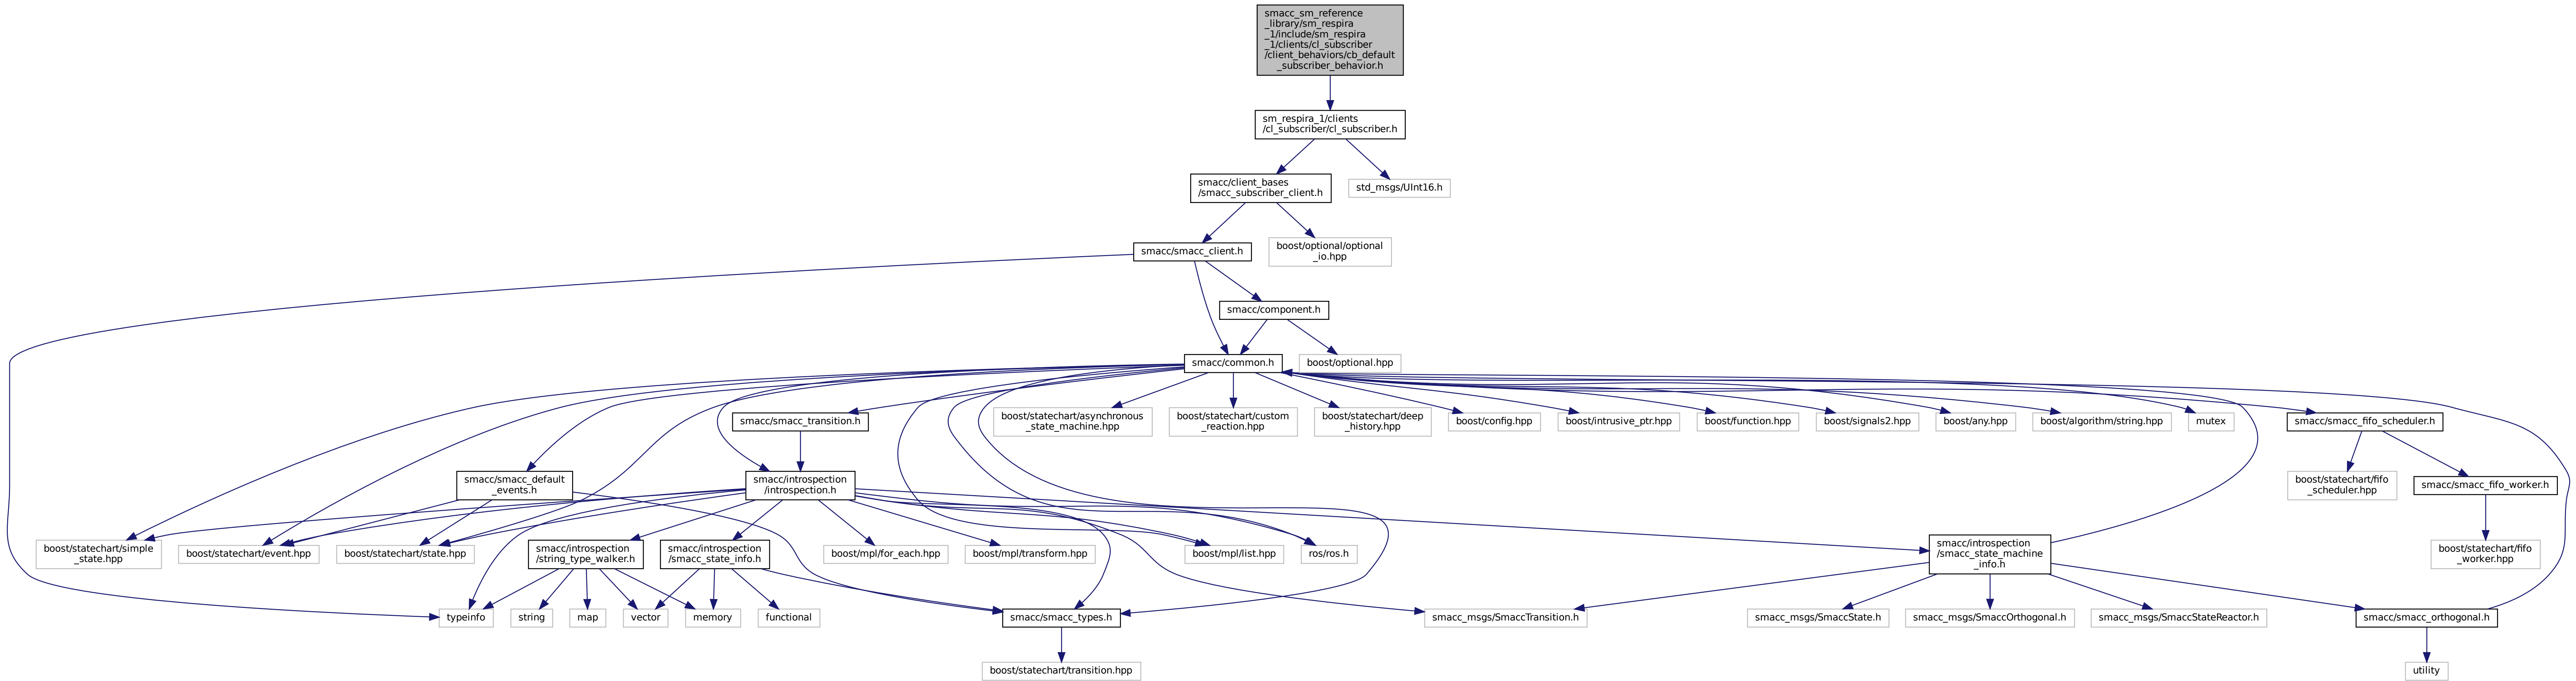 smacc_sm_reference
_library/sm_respira
_1/include/sm_respira
_1/clients/cl_subscriber
/client_behaviors/cb_default
_subscriber_behavior.h
sm_respira_1/clients
/cl_subscriber/cl_subscriber.h
smacc/client_bases
/smacc_subscriber_client.h
std_msgs/UInt16.h
smacc/smacc_client.h
boost/optional/optional
_io.hpp
smacc/component.h
smacc/common.h
boost/optional.hpp
smacc/smacc_transition.h
boost/statechart/asynchronous
_state_machine.hpp
boost/statechart/custom
_reaction.hpp
boost/statechart/deep
_history.hpp
boost/config.hpp
boost/intrusive_ptr.hpp
boost/function.hpp
boost/signals2.hpp
boost/any.hpp
boost/algorithm/string.hpp
mutex
smacc/smacc_fifo_scheduler.h
smacc/smacc_default
_events.h
smacc/introspection
/introspection.h
boost/statechart/fifo
_scheduler.hpp
smacc/smacc_fifo_worker.h
boost/statechart/simple
_state.hpp
boost/statechart/event.hpp
boost/statechart/state.hpp
smacc/introspection
/string_type_walker.h
smacc/introspection
/smacc_state_info.h
boost/mpl/for_each.hpp
boost/mpl/transform.hpp
boost/mpl/list.hpp
ros/ros.h
smacc/introspection
/smacc_state_machine
_info.h
boost/statechart/fifo
_worker.hpp
typeinfo
string
map
vector
memory
functional
smacc/smacc_types.h
smacc_msgs/SmaccTransition.h
smacc_msgs/SmaccState.h
smacc_msgs/SmaccOrthogonal.h
smacc_msgs/SmaccStateReactor.h
smacc/smacc_orthogonal.h
boost/statechart/transition.hpp
utility